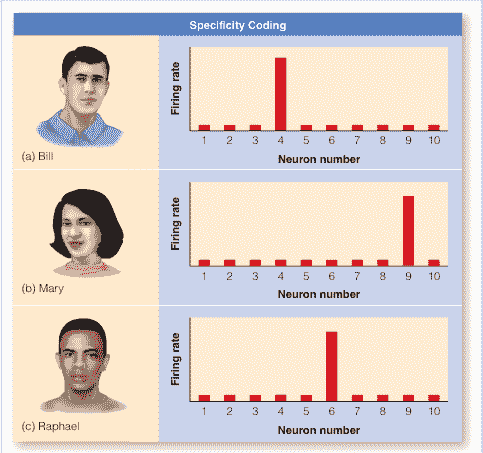 Specificity Coding
Firing rate
1 2 3 4 5 6 7 8 9 10
Neuron number
(a) Bill
Firing rate
1 2 3 4 5 6 7 8 9 10
Neuron number
(b) Mary
Firing rate
1 2 3 4 5 6 7 8 9 10
Neuron number
(c) Raphael